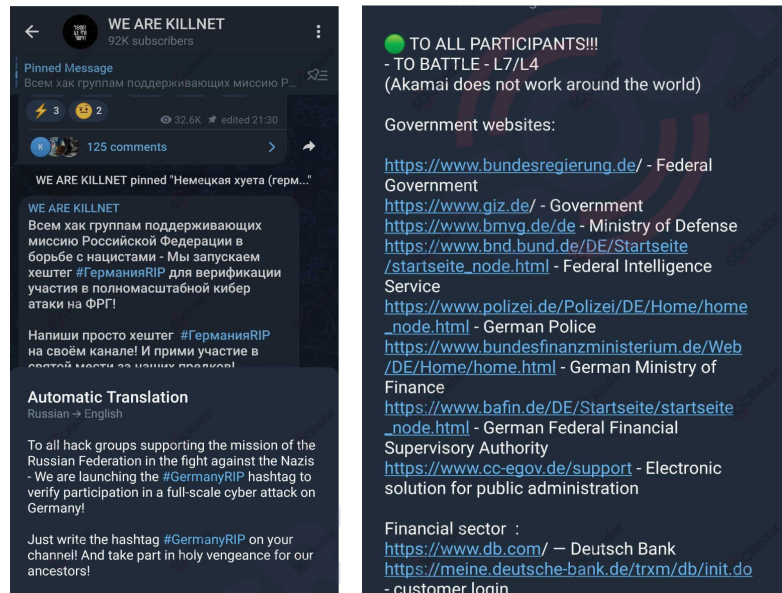 WE ARE KILLNET
92K subscribers
Pinned Message
Всем хак группам поддерживающих миссию Р...
3
2
32.6K
edited 21:30
K
125 comments
WE ARE KILLNET pinned "Немецкая хуета (герм..."
WE ARE KILLNET
Всем хак группам поддерживающих
миссию Российской Федерации в
борьбе с нацистами - Мы запускаем
хештег #ГерманияRIP для верификации
участия в полномасштабной кибер
атаки на ФРГ!
Напиши просто хештег #ГерманияRIP
на своём канале! И прими участие в
святой мести за наших предков!
Automatic Translation
Russian → English
To all hack groups supporting the mission of the
Russian Federation in the fight against the Nazis
- We are launching the #GermanyRIP hashtag to
verify participation in a full-scale cyber attack on
Germany!
Just write the hashtag #GermanyRIP on your
channel! And take part in holy vengeance for our
ancestors!
TO ALL PARTICIPANTS!!!
- TO BATTLE - L7/L4
(Akamai does not work around the world)
Government websites:
https://www.bundesregierung.de/ - Federal
Government
https://www.giz.de/ - Government
https://www.bmvg.de/de - Ministry of Defense
https://www.bnd.bund.de/DE/Startseite
/startseite_node.html - Federal Intelligence
Service
https://www.polizei.de/Polizei/DE/Home/home
_node.html - German Police
https://www.bundesfinanzministerium.de/Web
/DE/Home/home.html - German Ministry of
Finance
https://www.bafin.de/DE/Startseite/startseite
_node.html - German Federal Financial
Supervisory Authority
https://www.cc-egov.de/support - Electronic
solution for public administration
Financial sector :
https://www.db.com/ — Deutsch Bank
https://meine.deutsche-bank.de/trxm/db/init.do
- customer login
SOCRadar